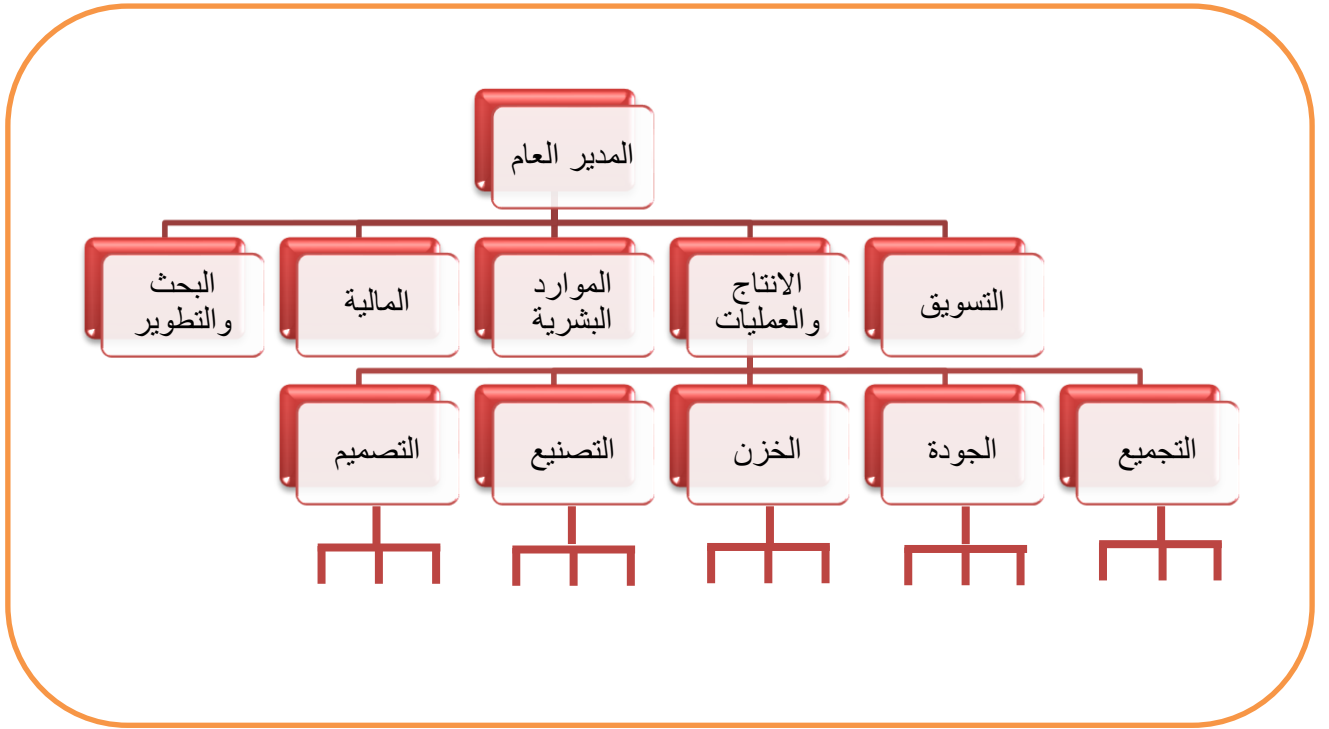 المدير العام
التسويق
الانتاج
والعمليات
الموارد
البشرية
المالية
البحث
والتطوير
التجميع
الجودة
الخزن
التصنيع
التصميم